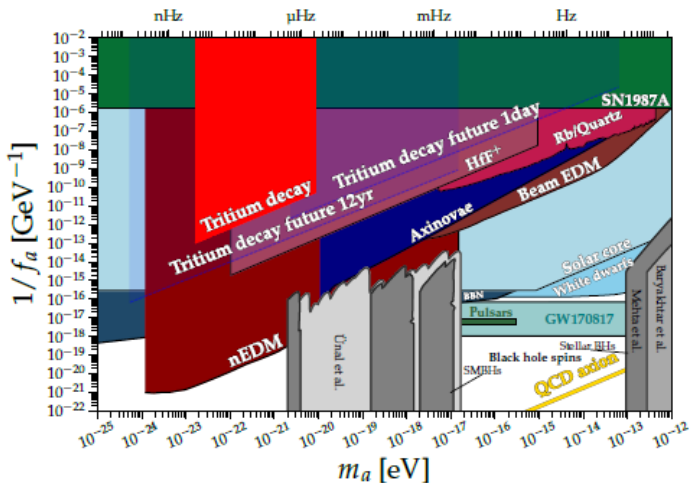 nHz μHz mHz Hz
10⁻²
10⁻³
10⁻⁴
10⁻⁵
10⁻⁶
10⁻⁷
10⁻⁸
10⁻⁹
10⁻¹⁰
10⁻¹¹
10⁻¹²
10⁻¹³
10⁻¹⁴
10⁻¹⁵
10⁻¹⁶
10⁻¹⁷
10⁻¹⁸
10⁻¹⁹
10⁻²⁰
10⁻²¹
10⁻²²
1/fₐ [GeV⁻¹]
SN1987A
Rb/Quartz
Tritium decay future 1day
HfF⁺
Tritium decay
Beam EDM
Tritium decay future 12yr
Axinovae
Solar core
White dwarfs
BBN
Pulsars
GW170817
nEDM
Ünal et al.
Stellar BHs
Black hole spins
SMBHs
QCD axion
Mehta et al.
Baryakhtar et al.
10⁻²⁵ 10⁻²⁴ 10⁻²³ 10⁻²² 10⁻²¹ 10⁻²⁰ 10⁻¹⁹ 10⁻¹⁸ 10⁻¹⁷ 10⁻¹⁶ 10⁻¹⁵ 10⁻¹⁴ 10⁻¹³ 10⁻¹²
mₐ [eV]